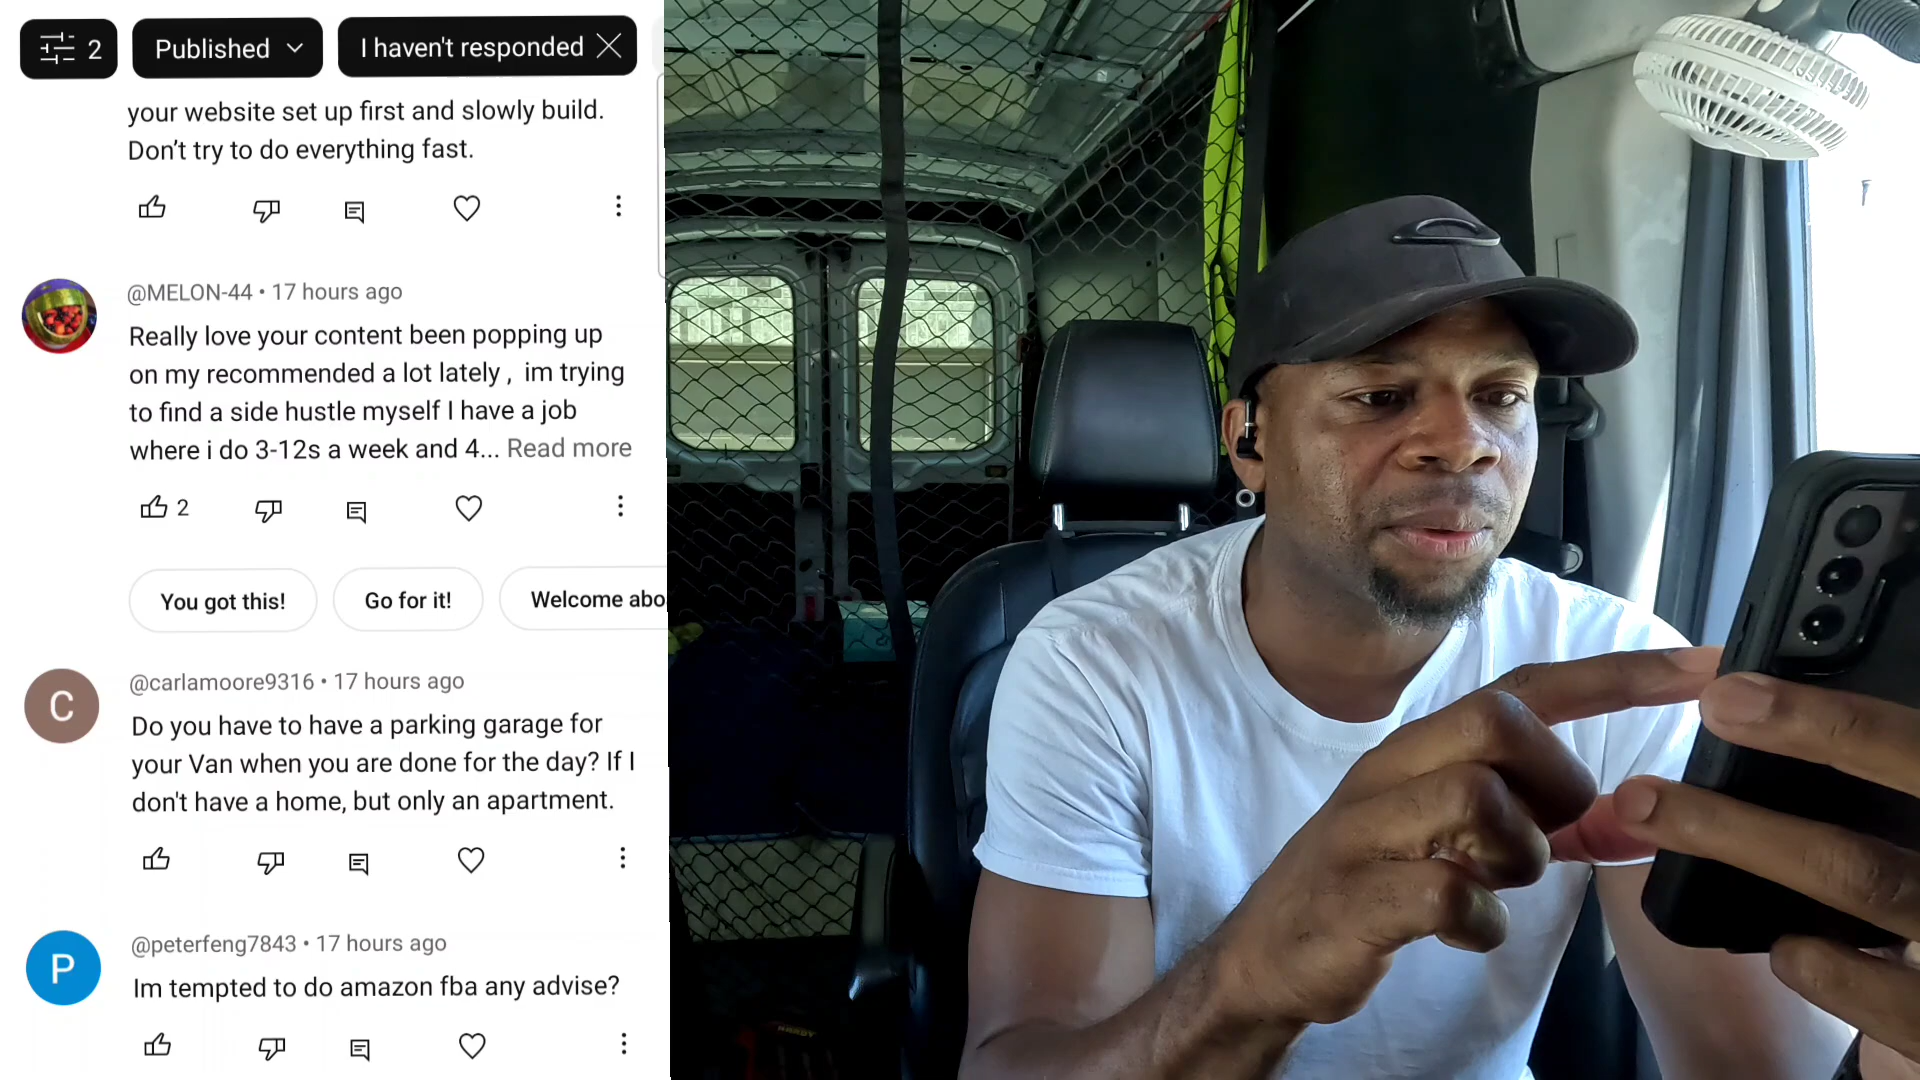 2
Published
I haven't responded
your website set up first and slowly build.
Don’t try to do everything fast.
@MELON-44 • 17 hours ago
Really love your content been popping up
on my recommended a lot lately ,  im trying
to find a side hustle myself I have a job
where i do 3-12s a week and 4... Read more
2
You got this!
Go for it!
Welcome abo
C
@carlamoore9316 • 17 hours ago
Do you have to have a parking garage for
your Van when you are done for the day? If I
don't have a home, but only an apartment.
P
@peterfeng7843 • 17 hours ago
Im tempted to do amazon fba any advise?